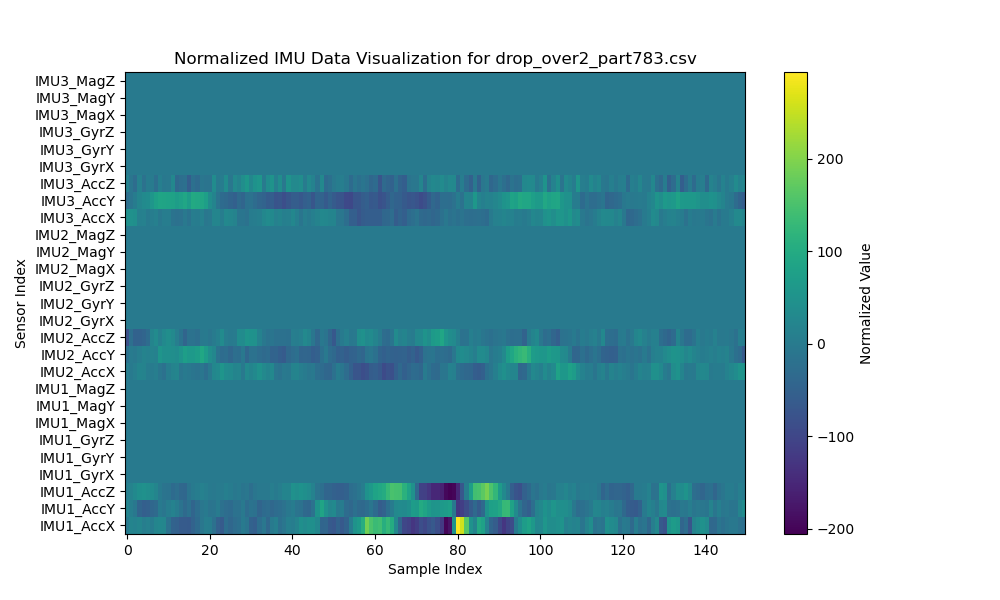 Normalized IMU Data Visualization for drop_over2_part783.csv
IMU3_MagZ
IMU3_MagY
IMU3_MagX
IMU3_GyrZ
IMU3_GyrY
IMU3_GyrX
IMU3_AccZ
IMU3_AccY
IMU3_AccX
IMU2_MagZ
IMU2_MagY
IMU2_MagX
IMU2_GyrZ
IMU2_GyrY
IMU2_GyrX
IMU2_AccZ
IMU2_AccY
IMU2_AccX
IMU1_MagZ
IMU1_MagY
IMU1_MagX
IMU1_GyrZ
IMU1_GyrY
IMU1_GyrX
IMU1_AccZ
IMU1_AccY
IMU1_AccX
Sensor Index
0 20 40 60 80 100 120 140
Sample Index
200
100
0
−100
−200
Normalized Value